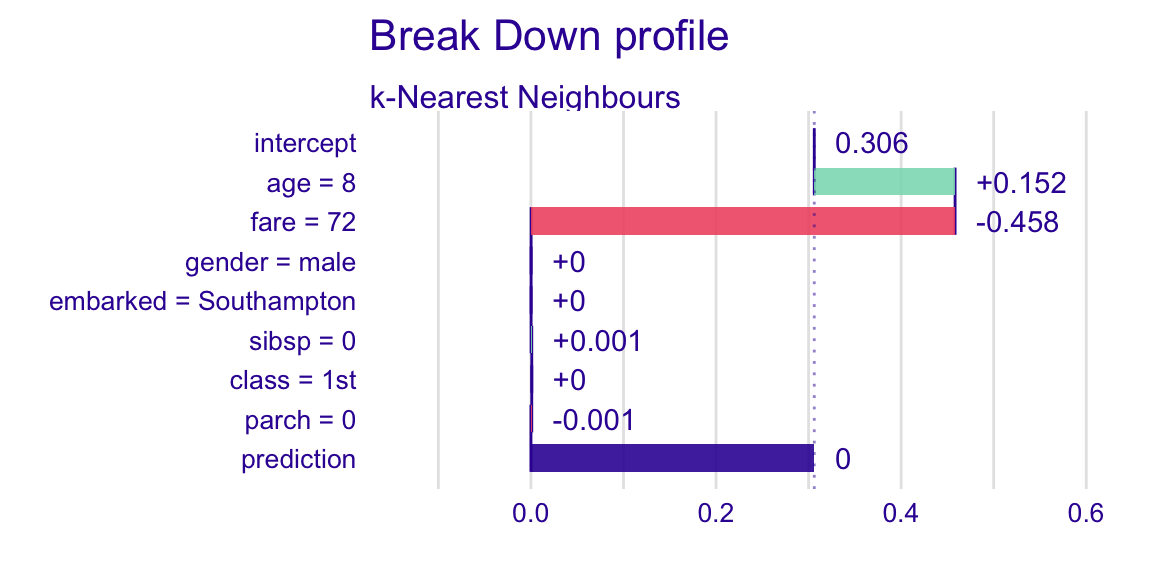 Break Down profile
k-Nearest Neighbours
intercept 0.306
age = 8 +0.152
fare = 72 -0.458
gender = male +0
embarked = Southampton +0
sibsp = 0 +0.001
class = 1st +0
parch = 0 -0.001
prediction 0
0.0 0.2 0.4 0.6